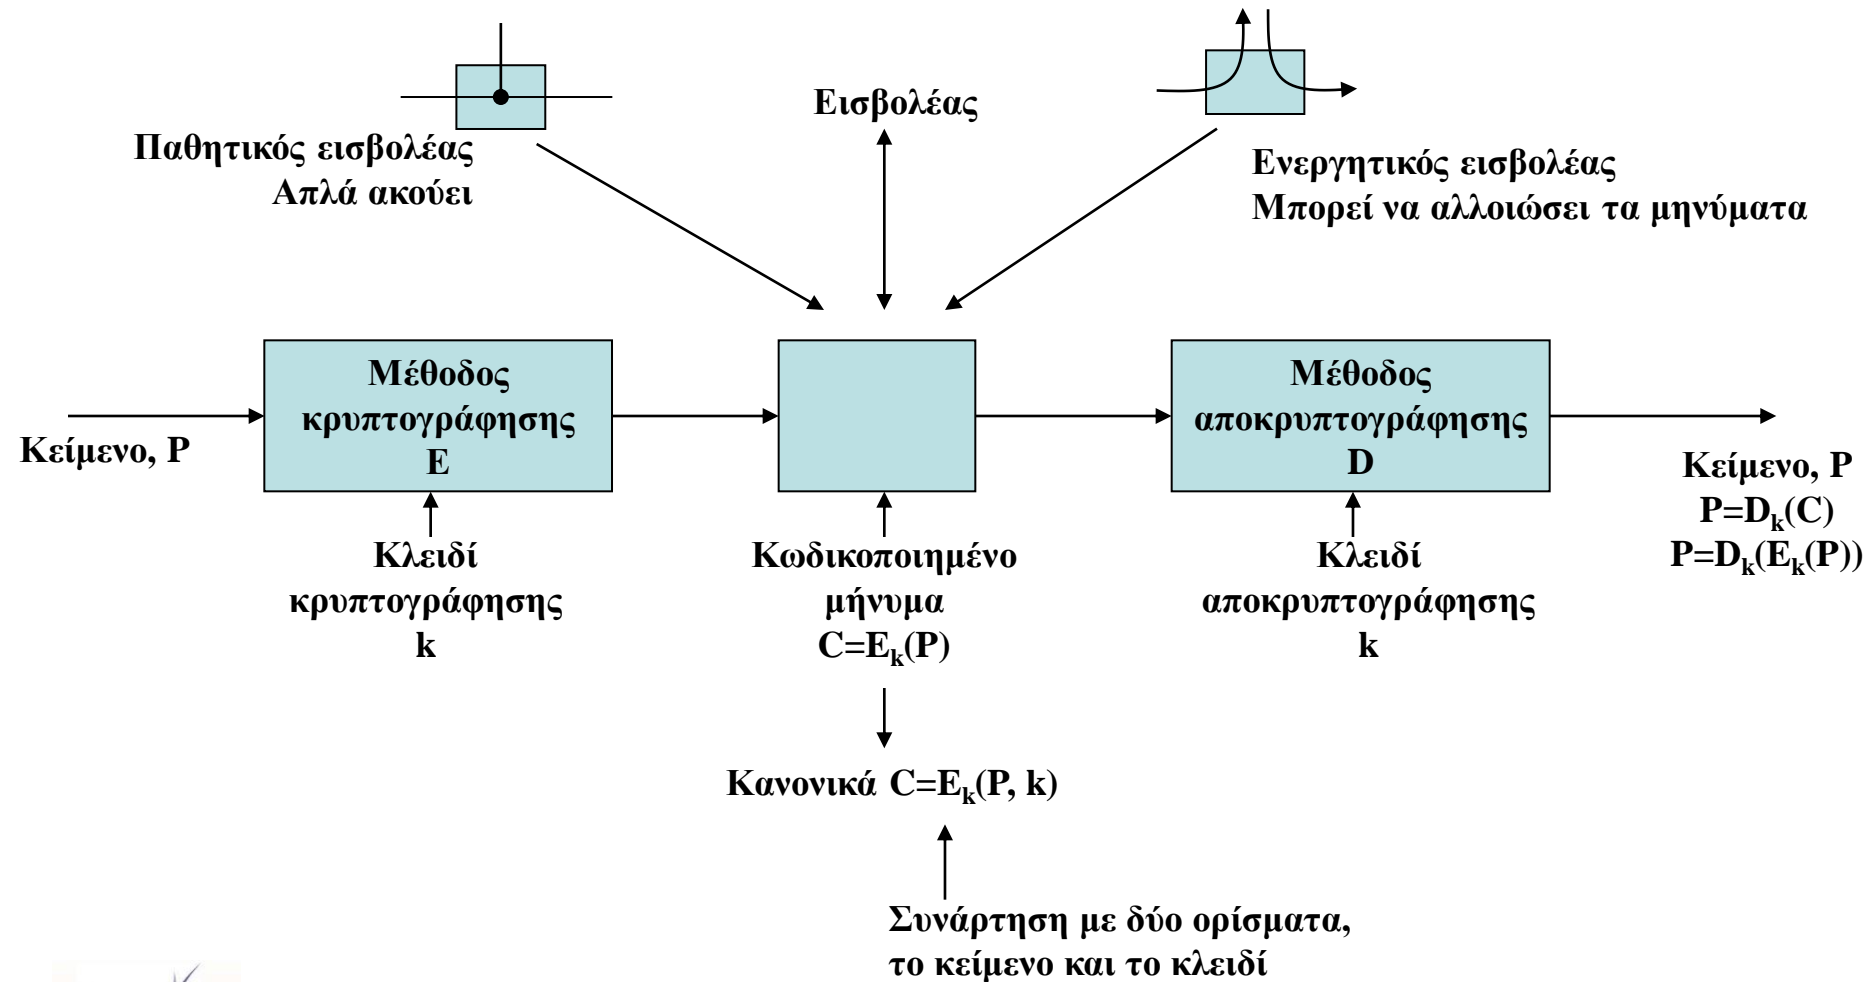 Εισβολέας
Παθητικός εισβολέας
Απλά ακούει
Ενεργητικός εισβολέας
Μπορεί να αλλοιώσει τα μηνύματα
Κείμενο, P
Μέθοδος
κρυπτογράφησης
E
Μέθοδος
αποκρυπτογράφησης
D
Κείμενο, P
P=Dk(C)
P=Dk(Ek(P))
Κλειδί
κρυπτογράφησης
k
Κωδικοποιημένο
μήνυμα
C=Ek(P)
Κλειδί
αποκρυπτογράφησης
k
Κανονικά C=Ek(P, k)
Συνάρτηση με δύο ορίσματα,
το κείμενο και το κλειδί